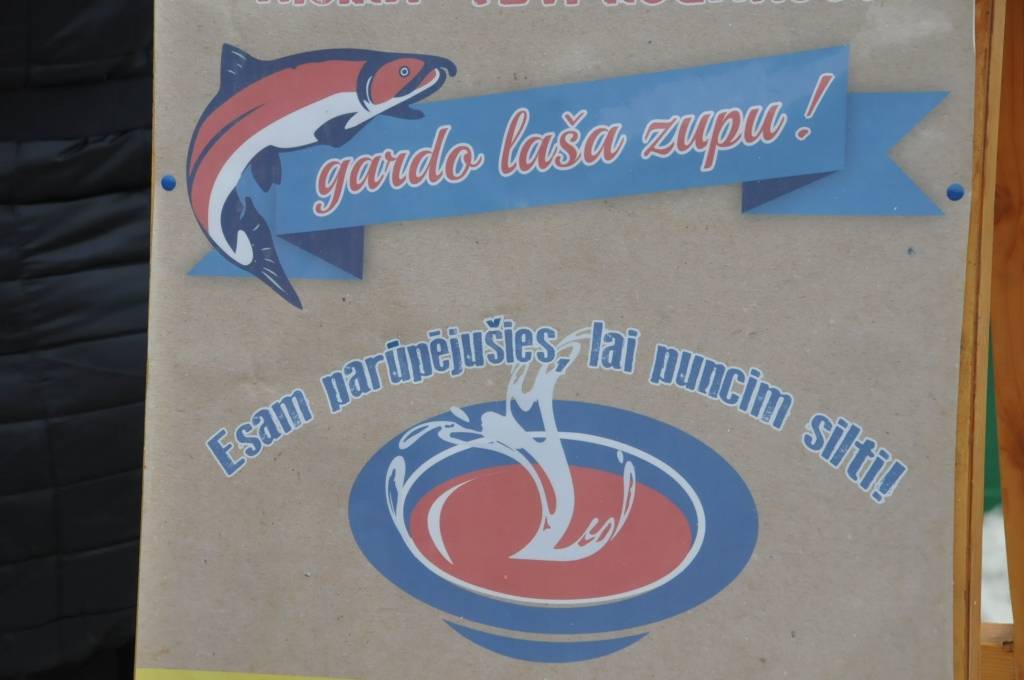 gardo laša zupu!
Esam parūpējušies, lai puncim silti!